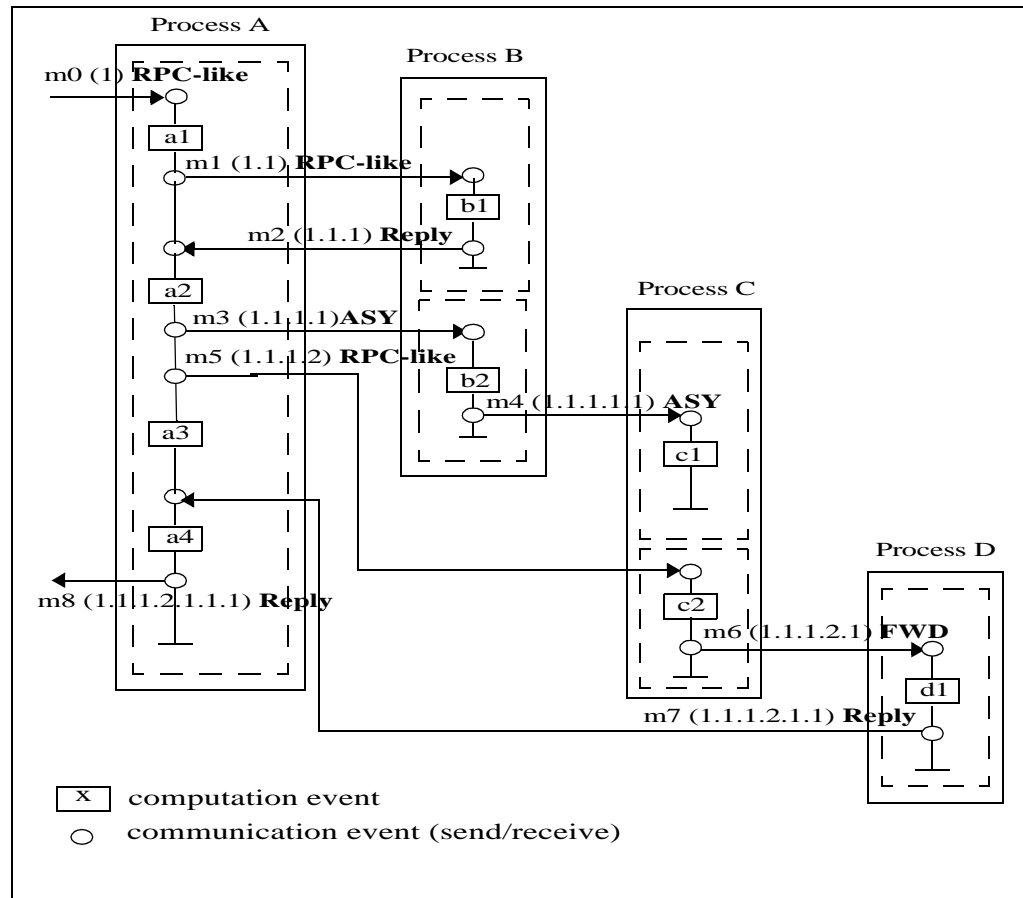 Process A
Process B
m0 (1) RPC-like
a1
m1 (1.1) RPC-like
b1
m2 (1.1.1) Reply
a2
Process C
m3 (1.1.1.1)ASY
m5 (1.1.1.2) RPC-like
b2
m4 (1.1.1.1.1) ASY
a3
c1
a4
Process D
m8 (1.1.1.2.1.1.1) Reply
c2
m6 (1.1.1.2.1) FWD
d1
m7 (1.1.1.2.1.1) Reply
x computation event
communication event (send/receive)